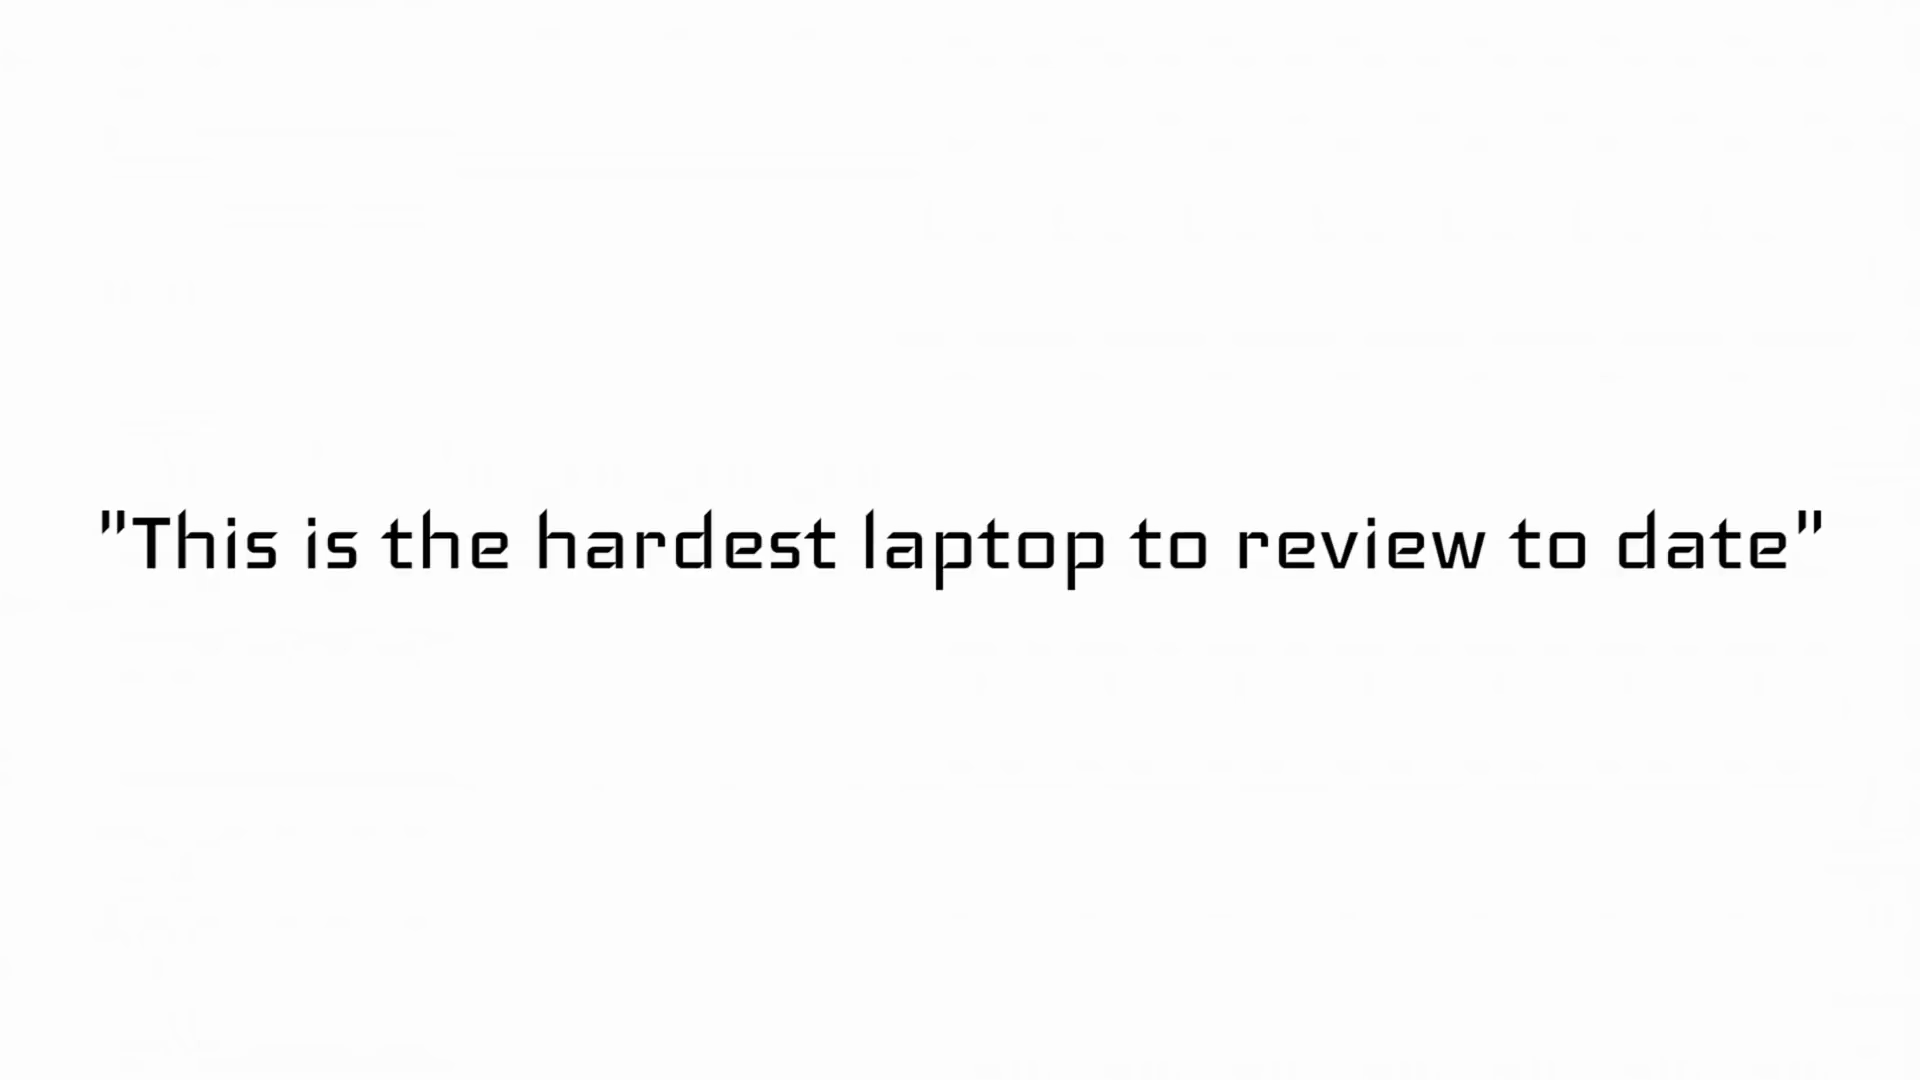 "This is the hardest laptop to review to date"